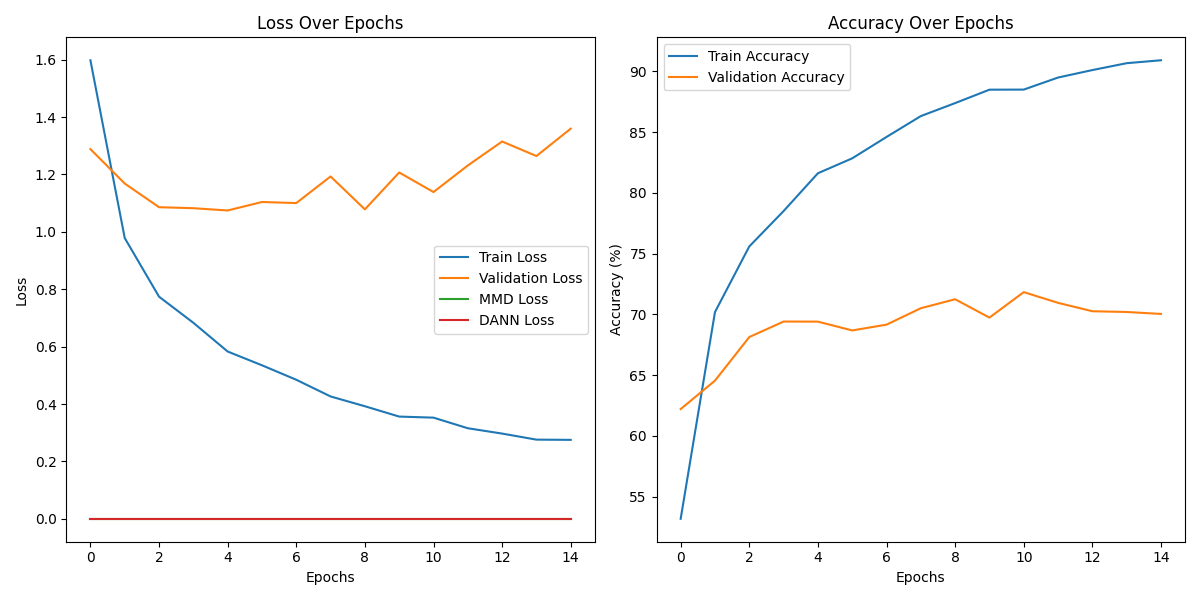 Loss Over Epochs
Loss
1.6
1.4
1.2
1.0
0.8
0.6
0.4
0.2
0.0
Train Loss
Validation Loss
MMD Loss
DANN Loss
0 2 4 6 8 10 12 14
Epochs
Accuracy Over Epochs
Accuracy (%)
90
85
80
75
70
65
60
55
Train Accuracy
Validation Accuracy
0 2 4 6 8 10 12 14
Epochs